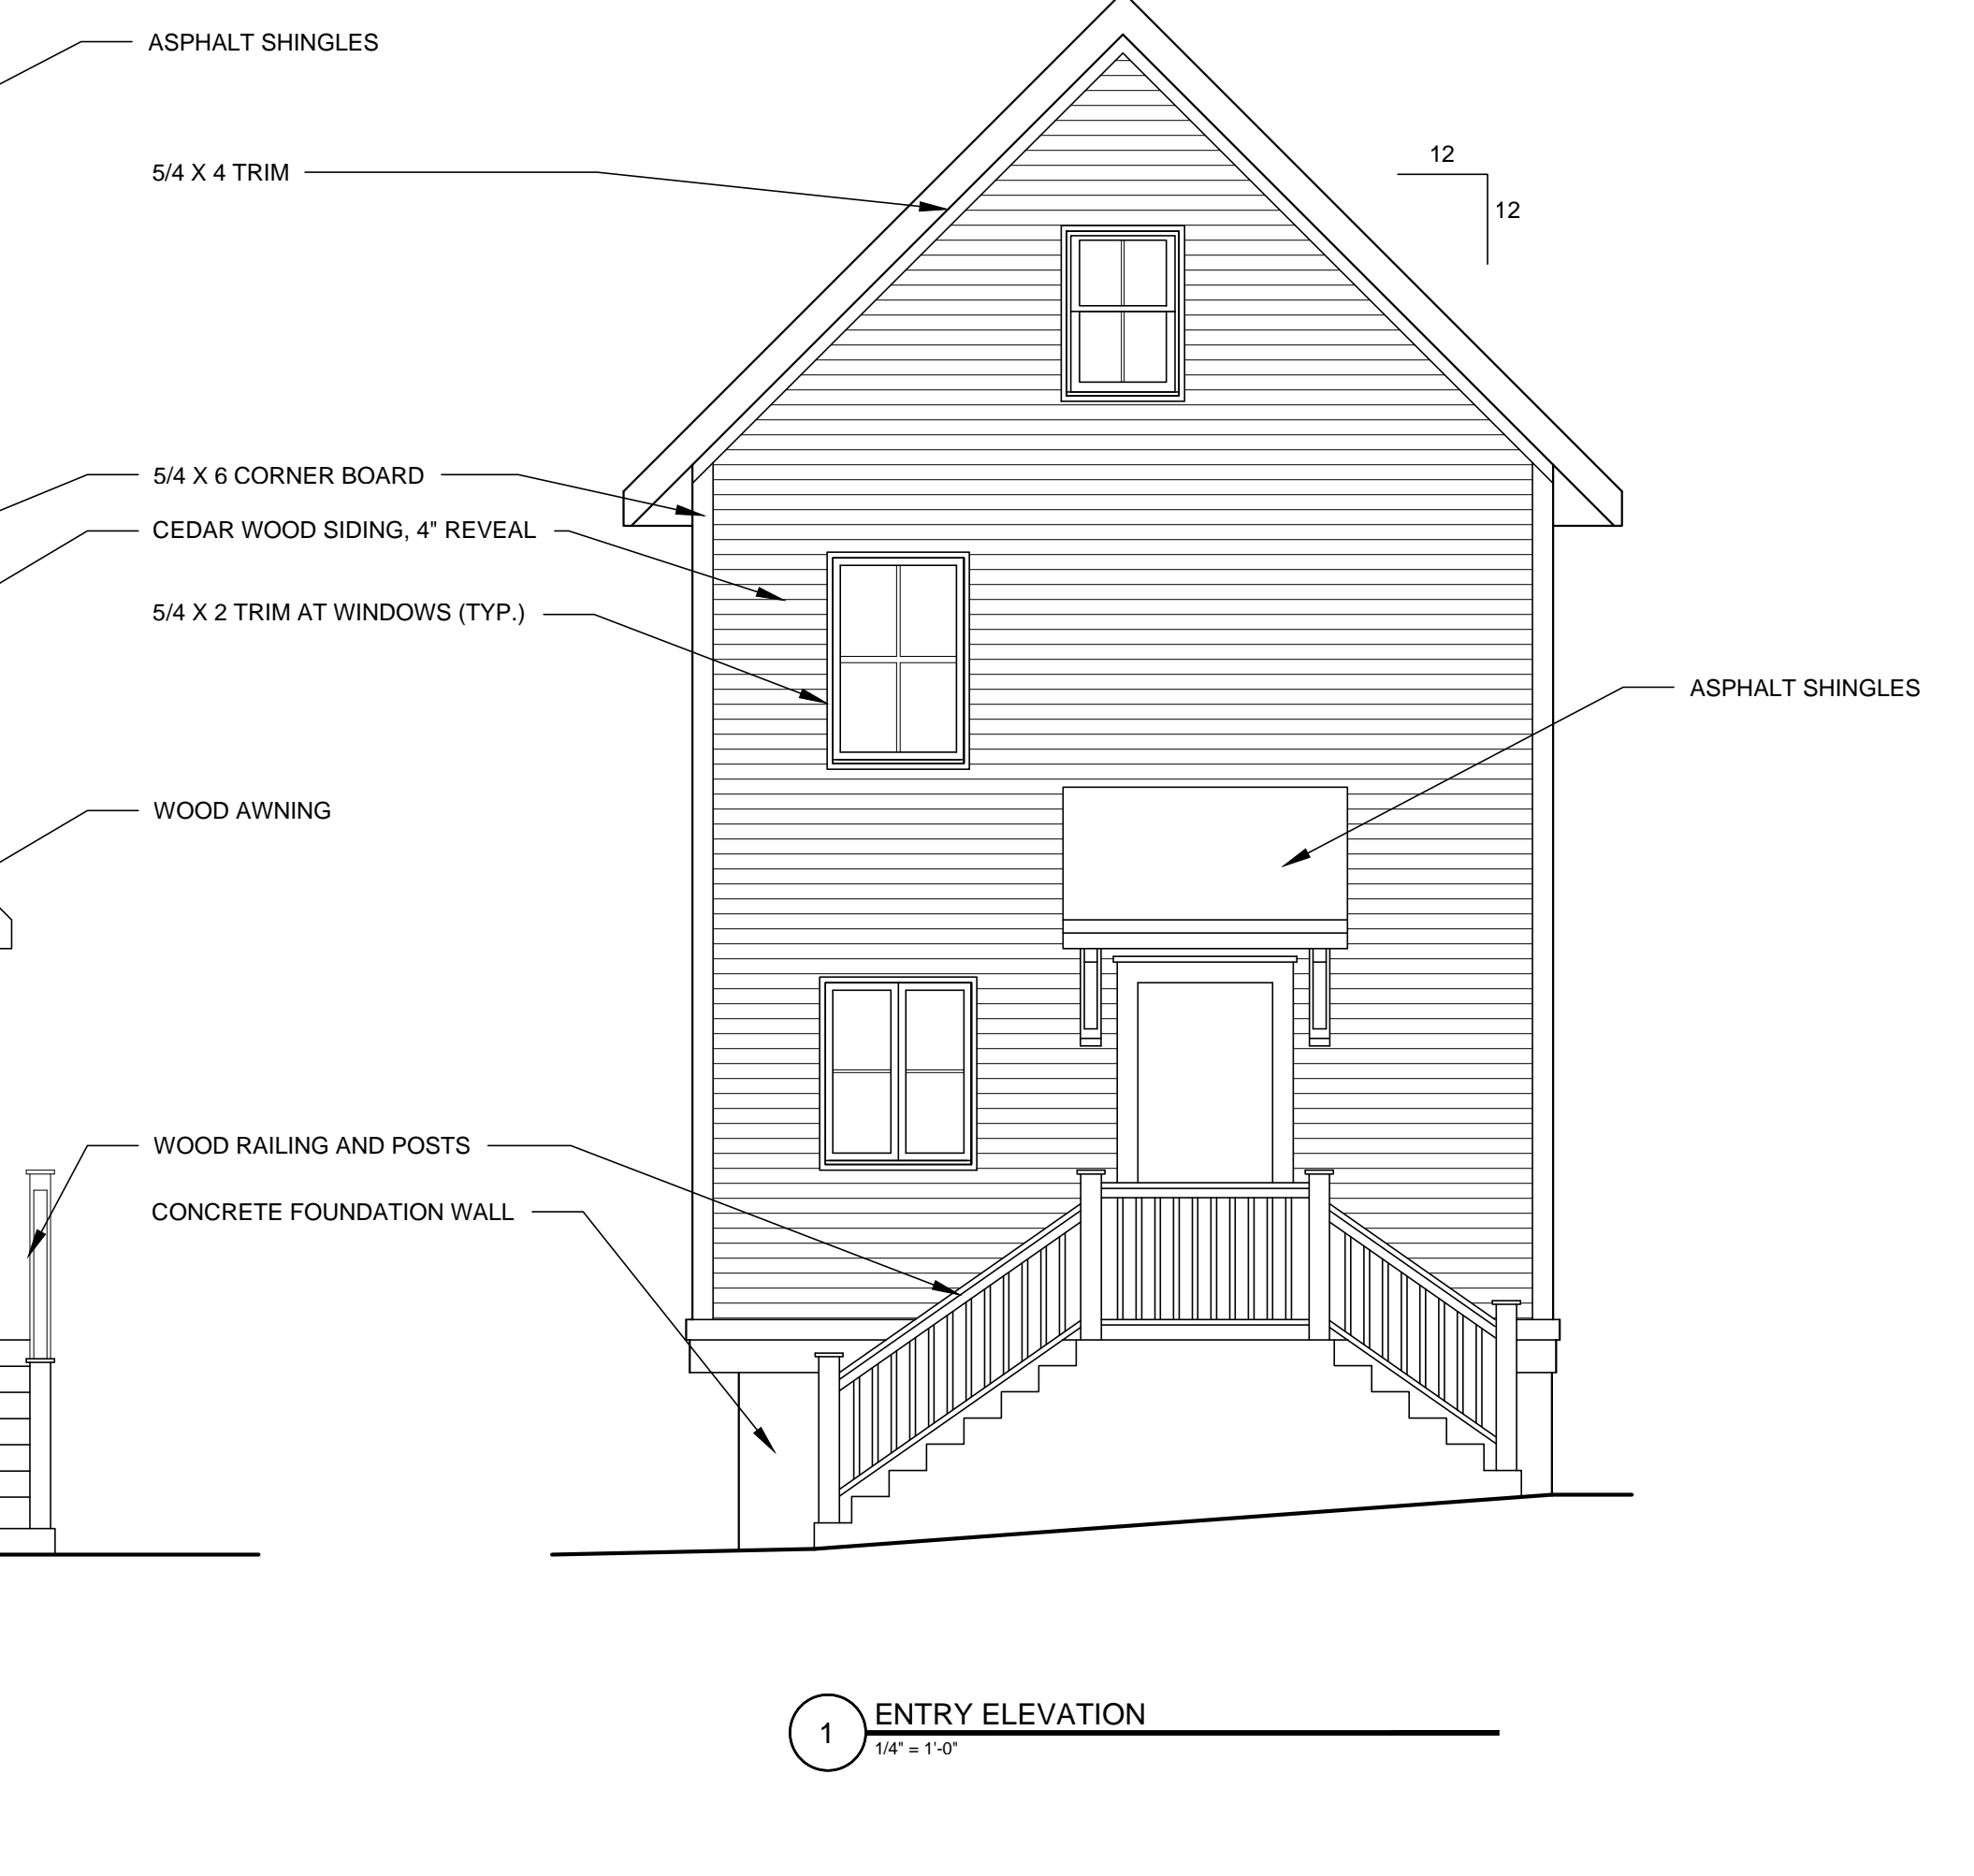 ASPHALT SHINGLES
12
5/4 X 4 TRIM
12
5/4 X 6 CORNER BOARD
CEDAR WOOD SIDING, 4" REVEAL
5/4 X 2 TRIM AT WINDOWS (TYP.)
ASPHALT SHINGLES
WOOD AWNING
WOOD RAILING AND POSTS
CONCRETE FOUNDATION WALL
1 ENTRY ELEVATION
1/4" = 1'-0"